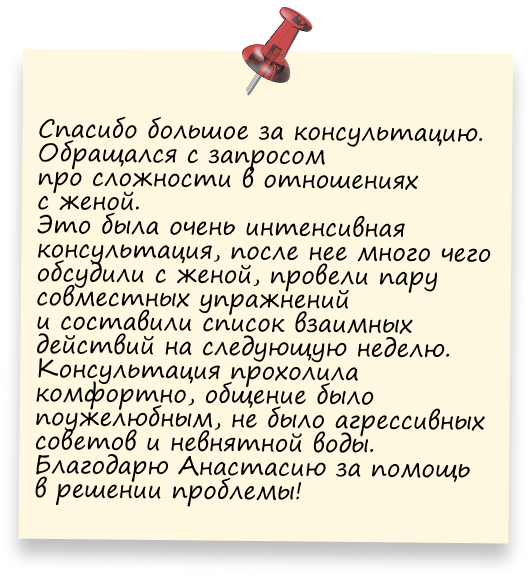 Спасибо большое за консультацию.
Обращался с запросом
про сложности в отношениях
с женой.
Это была очень интенсивная
консультация, после нее много чего
обсудили с женой, провели пару
совместных упражнений
и составили список взаимных
действий на следующую неделю.
Консультация прохолила
комфортно, общение было
поужелюбным, не было агрессивных
советов и невнятной воды.
Благодарю Анастасию за помощь
в решении проблемы!